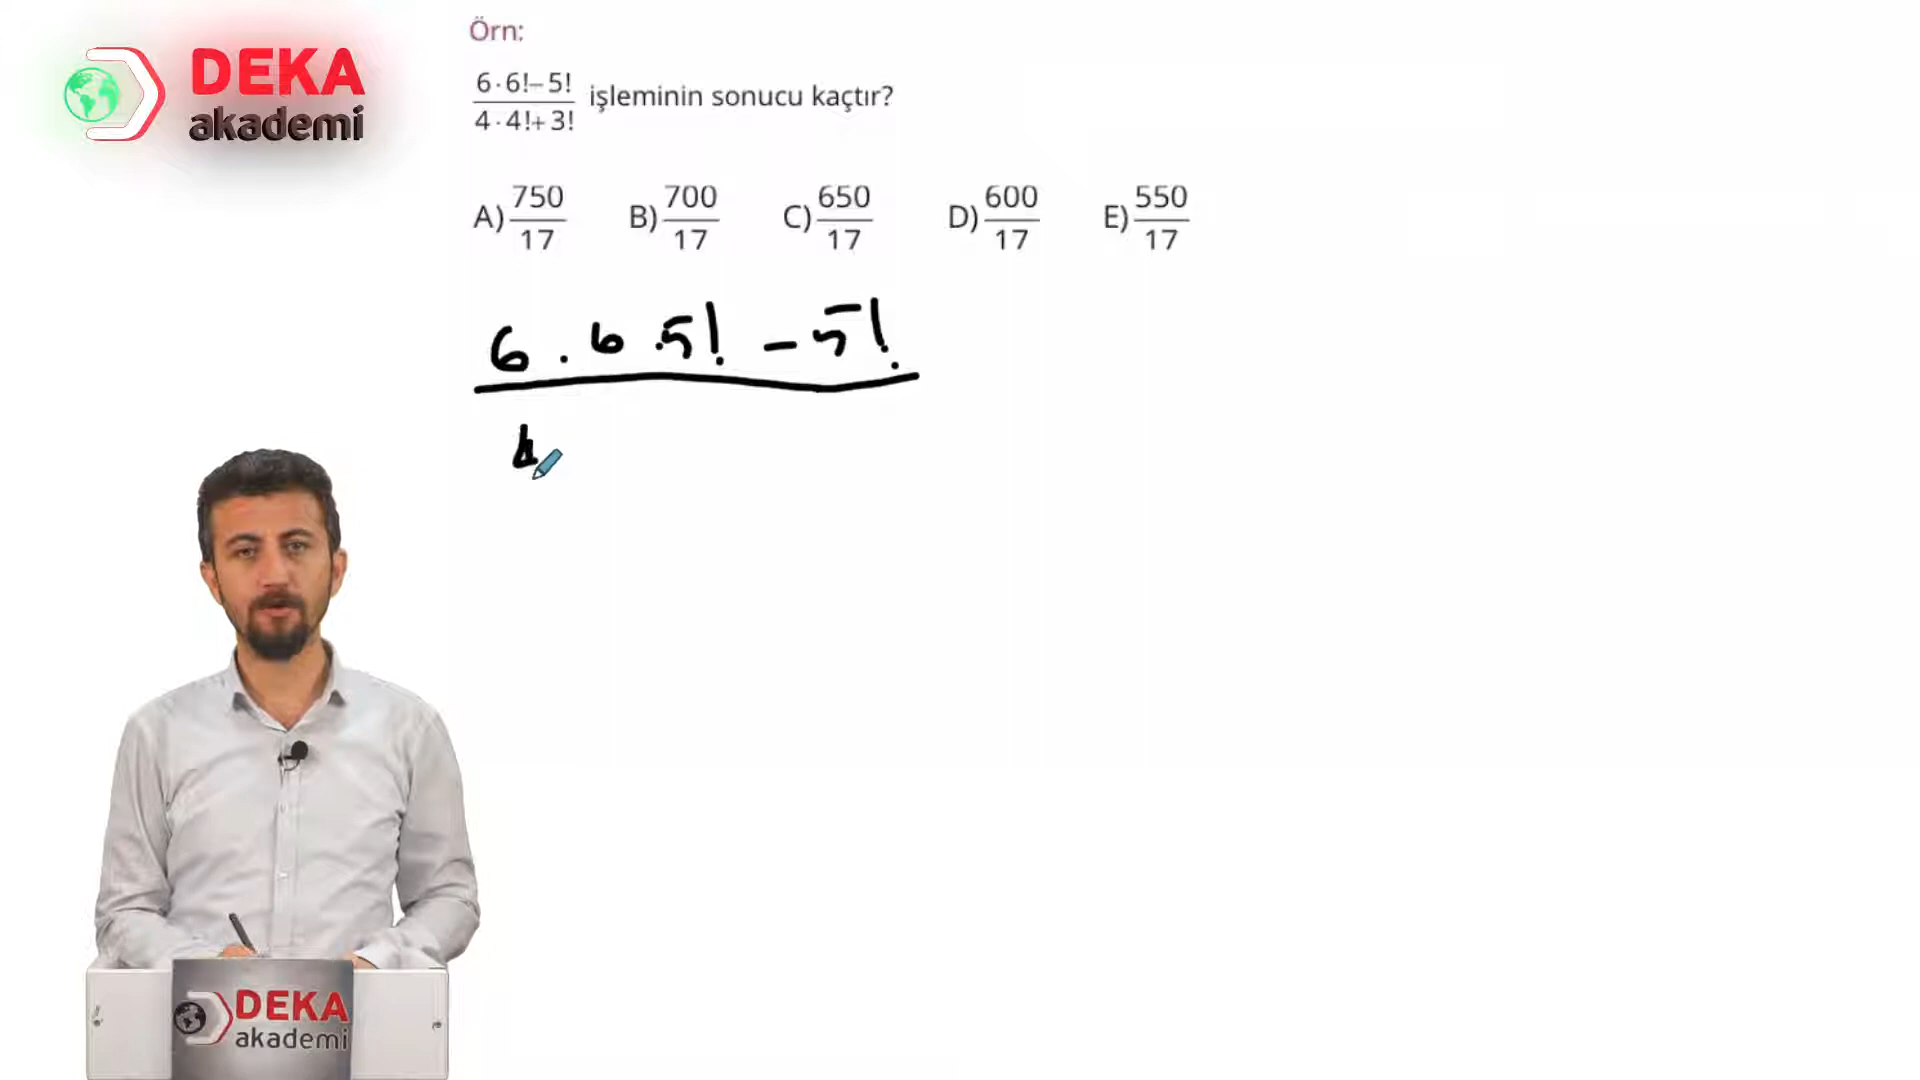 DEKA
akademi
Örn:
6·6!–5!
4·4!+3!
işleminin sonucu kaçtır?
A) 750/17 B) 700/17 C) 650/17 D) 600/17 E) 550/17
6 . 6 . 5! – 5!
4
DEKA
akademi